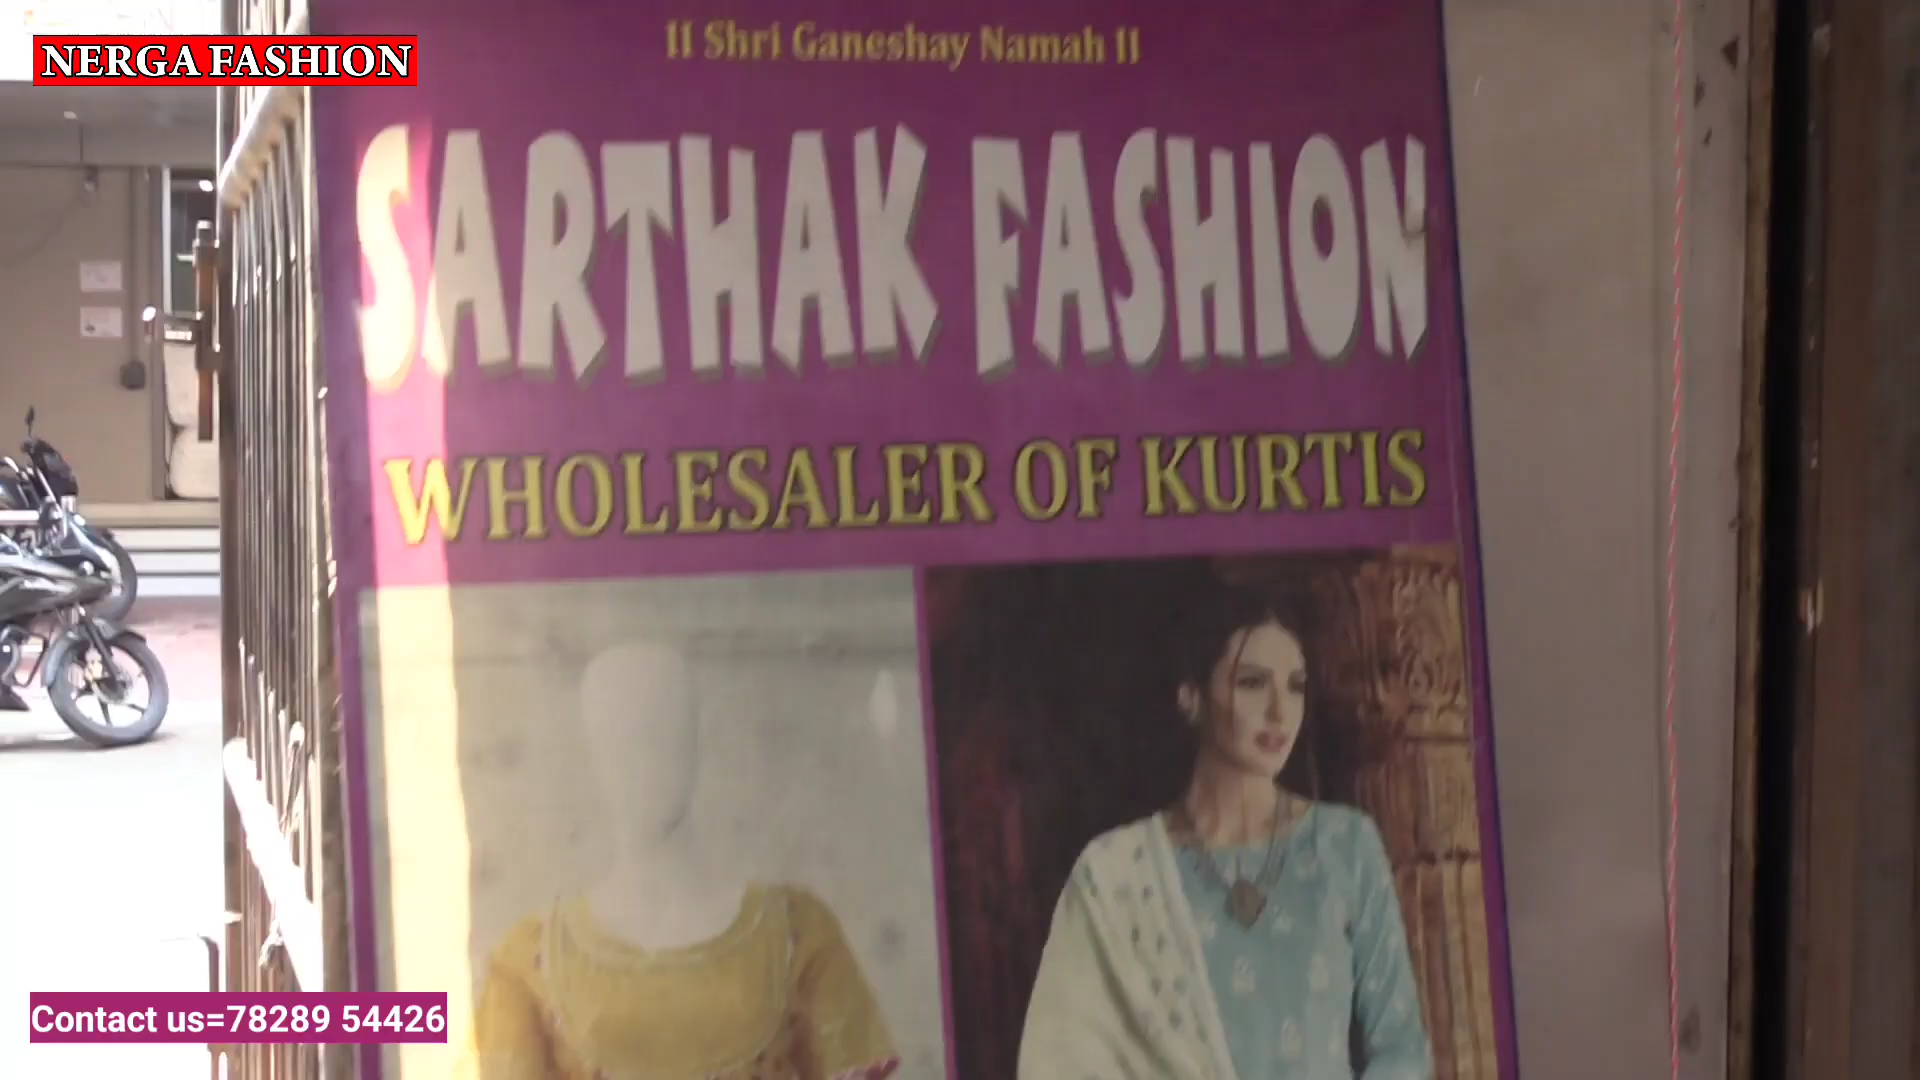 NERGA FASHION
II Shri Ganeshay Namah II
SARTHAK FASHION
WHOLESALER OF KURTIS
Contact us=78289 54426